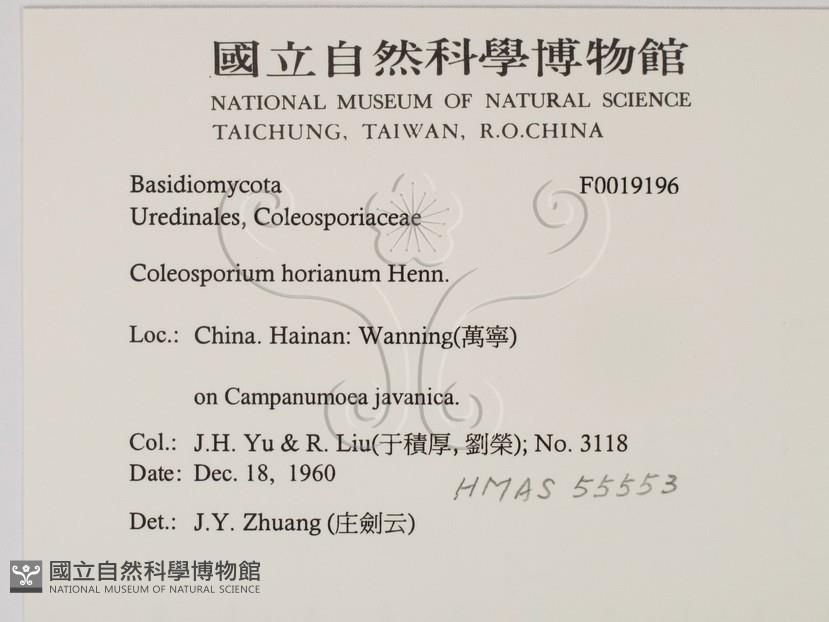 國立自然科學博物館
NATIONAL MUSEUM OF NATURAL SCIENCE
TAICHUNG, TAIWAN, R.O.CHINA
Basidiomycota F0019196
Uredinales, Coleosporiaceae
Coleosporium horianum Henn.
Loc.: China. Hainan: Wanning(萬寧)
on Campanumoea javanica.
Col.: J.H. Yu & R. Liu(于積厚, 劉榮); No. 3118
Date: Dec. 18, 1960
HMAS 55553
Det.: J.Y. Zhuang (庄劍云)
國立自然科學博物館
NATIONAL MUSEUM OF NATURAL SCIENCE